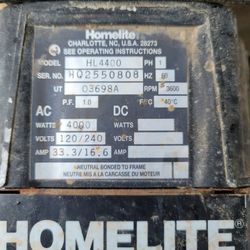 Homelite
CHARLOTTE, NC, U.S.A. 28273
SEE OPERATING INSTRUCTIONS
MODEL HL4400 PH 1
SER. NO. HQ2550808 HZ 60
UT 03698A RPM 3600
P.F. 1.0 40°C
AC DC
WATTS 4000 WATTS
VOLTS 120/240 VOLTS
AMP 33.3/16.6 AMP
NEUTRAL BONDED TO FRAME
NEUTRE MIS A LA CARCASSE DU MOTEUR
HOMELITE